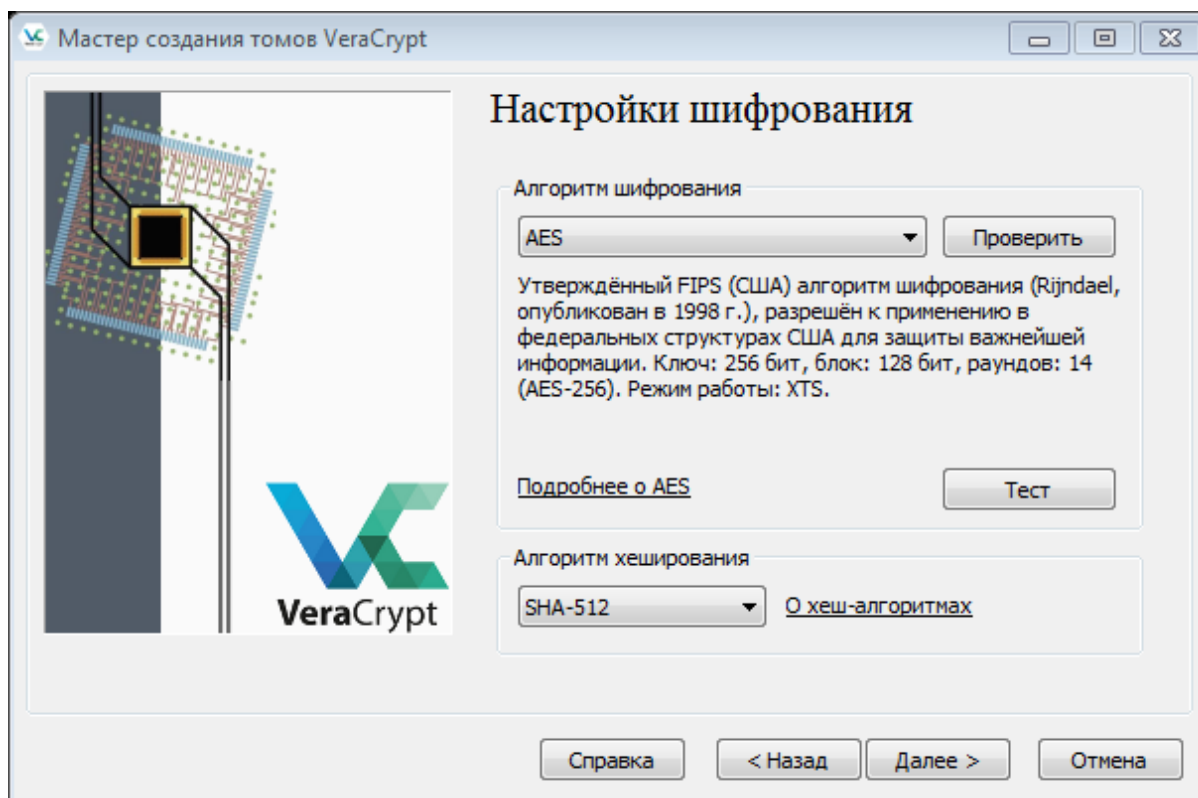 Мастер создания томов VeraCrypt
Настройки шифрования
Алгоритм шифрования
AES
Проверить
Утверждённый FIPS (США) алгоритм шифрования (Rijndael,
опубликован в 1998 г.), разрешён к применению в
федеральных структурах США для защиты важнейшей
информации. Ключ: 256 бит, блок: 128 бит, раундов: 14
(AES-256). Режим работы: XTS.
Подробнее о AES
Тест
Алгоритм хеширования
SHA-512
О хеш-алгоритмах
VeraCrypt
Справка
< Назад
Далее >
Отмена